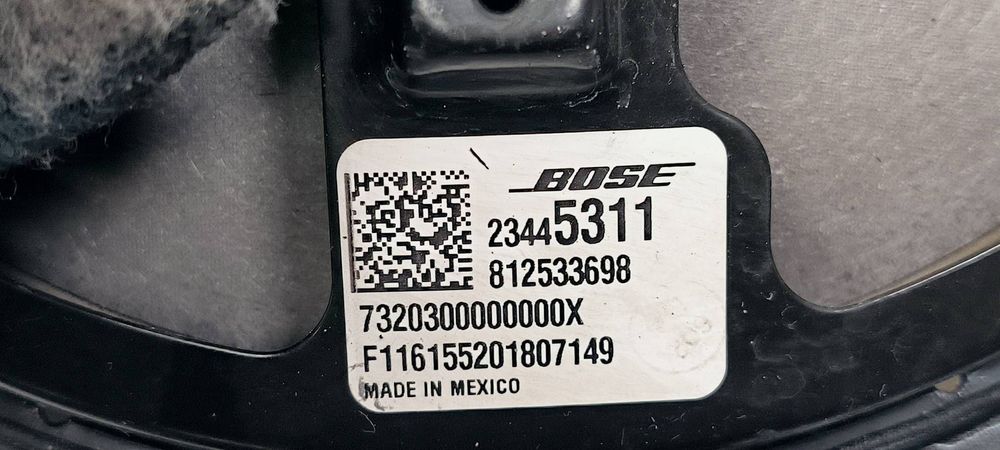 BOSE
23445311
812533698
7320300000000X
F116155201807149
MADE IN MEXICO